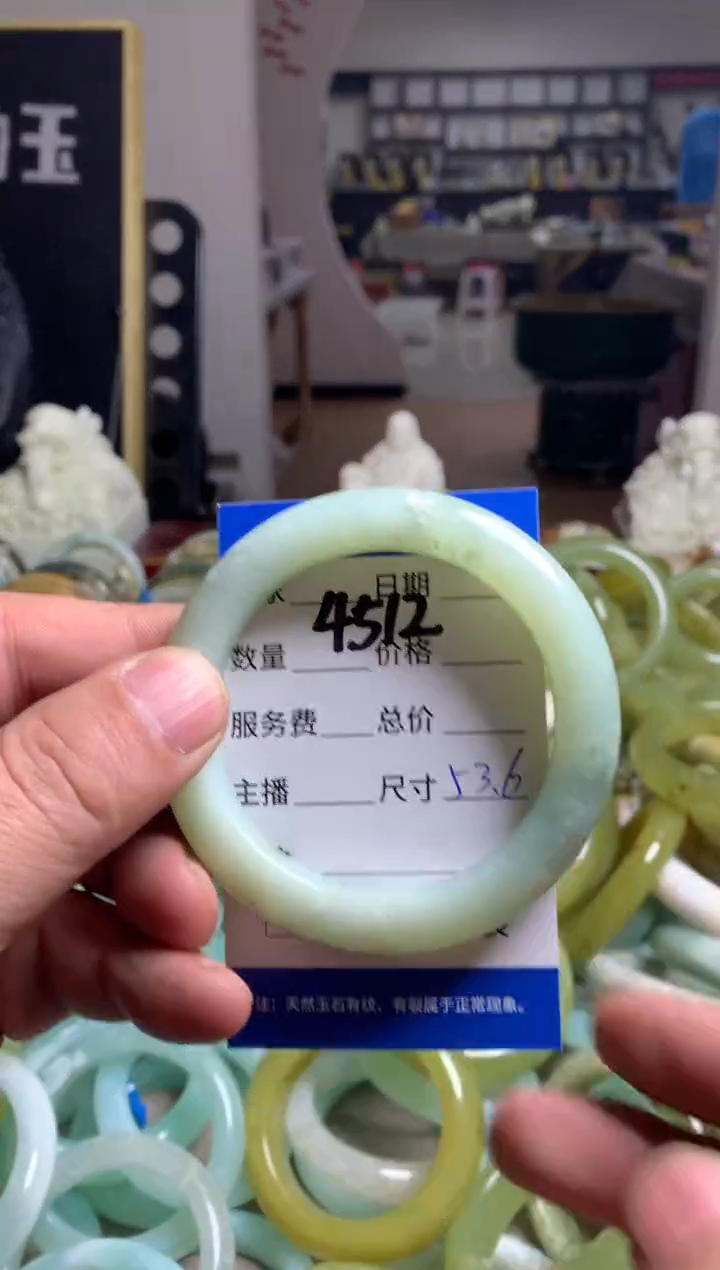 玉
日期
4512
数量 价格
服务费 总价
主播 尺寸 53.6
注：天然玉石有纹、有裂属于正常现象。